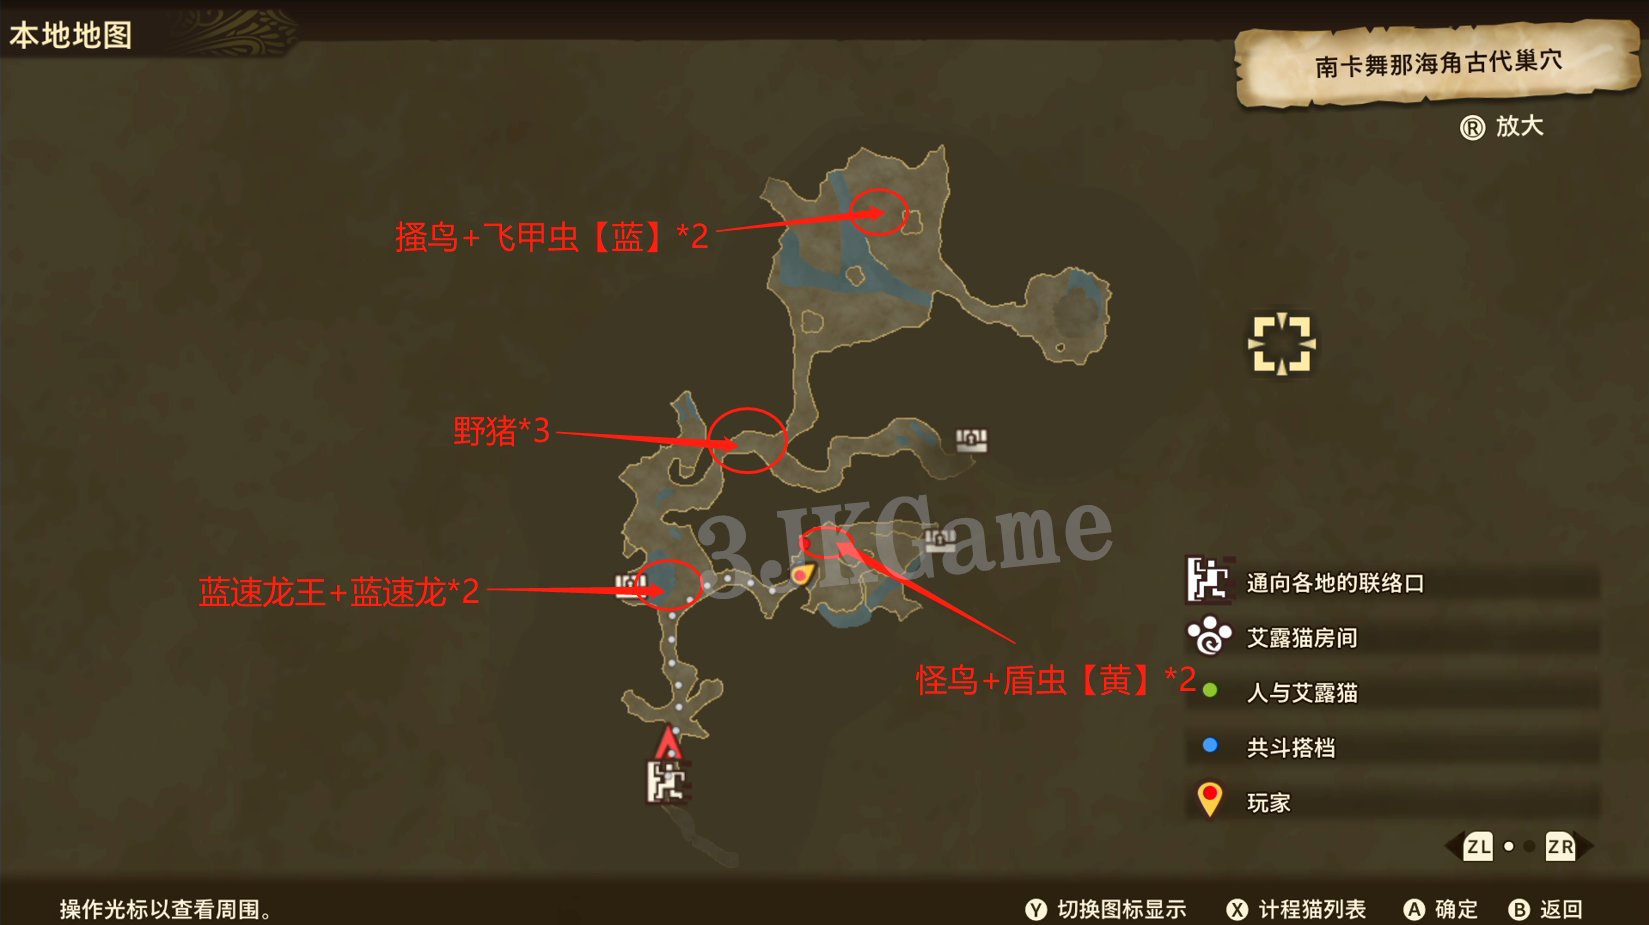 本地地图
南卡舞那海角古代巢穴
R 放大
搔鸟+飞甲虫【蓝】*2
野猪*3
3JKGame
蓝速龙王+蓝速龙*2
怪鸟+盾虫【黄】*2
通向各地的联络口
艾露猫房间
人与艾露猫
共斗搭档
玩家
ZL ZR
操作光标以查看周围。
Y 切换图标显示 X 计程猫列表 A 确定 B 返回